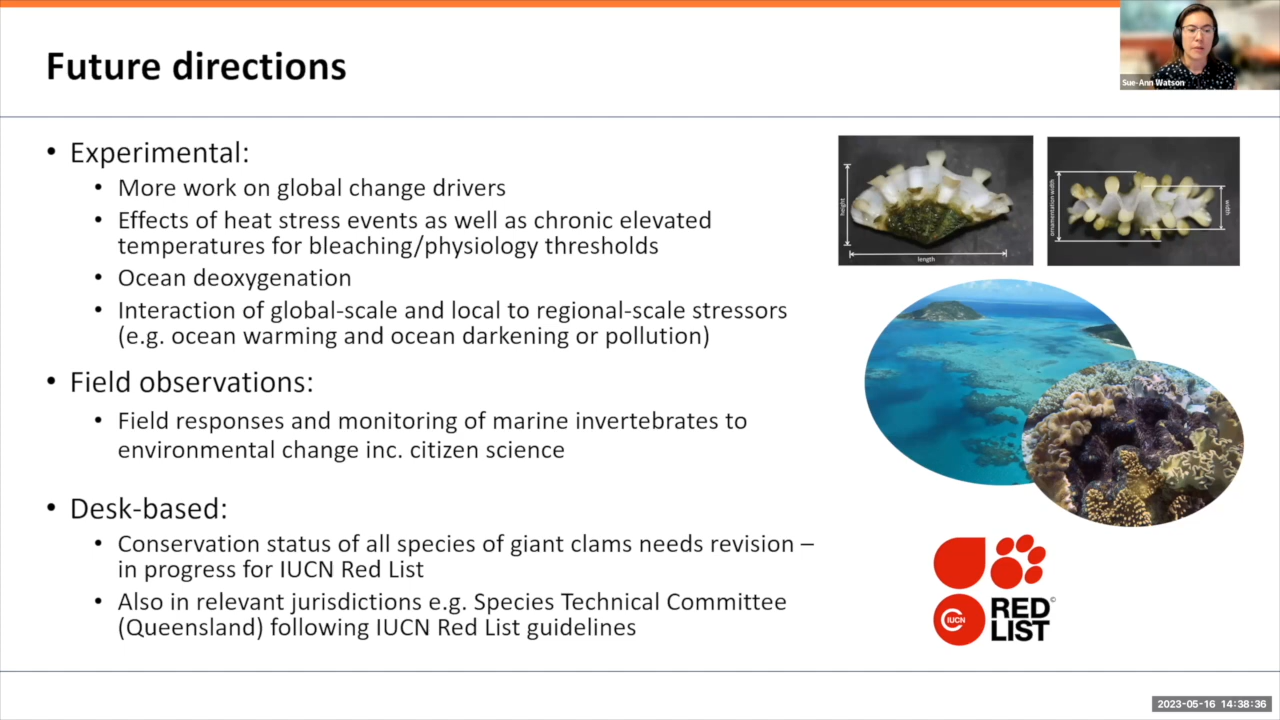 Future directions
Sue-Ann Watson
• Experimental:
• More work on global change drivers
• Effects of heat stress events as well as chronic elevated
temperatures for bleaching/physiology thresholds
• Ocean deoxygenation
• Interaction of global-scale and local to regional-scale stressors
(e.g. ocean warming and ocean darkening or pollution)
• Field observations:
• Field responses and monitoring of marine invertebrates to
environmental change inc. citizen science
• Desk-based:
• Conservation status of all species of giant clams needs revision –
in progress for IUCN Red List
• Also in relevant jurisdictions e.g. Species Technical Committee
(Queensland) following IUCN Red List guidelines
height
length
ornamentation width
width
IUCN
RED
LIST
©
2023-05-16 14:38:36